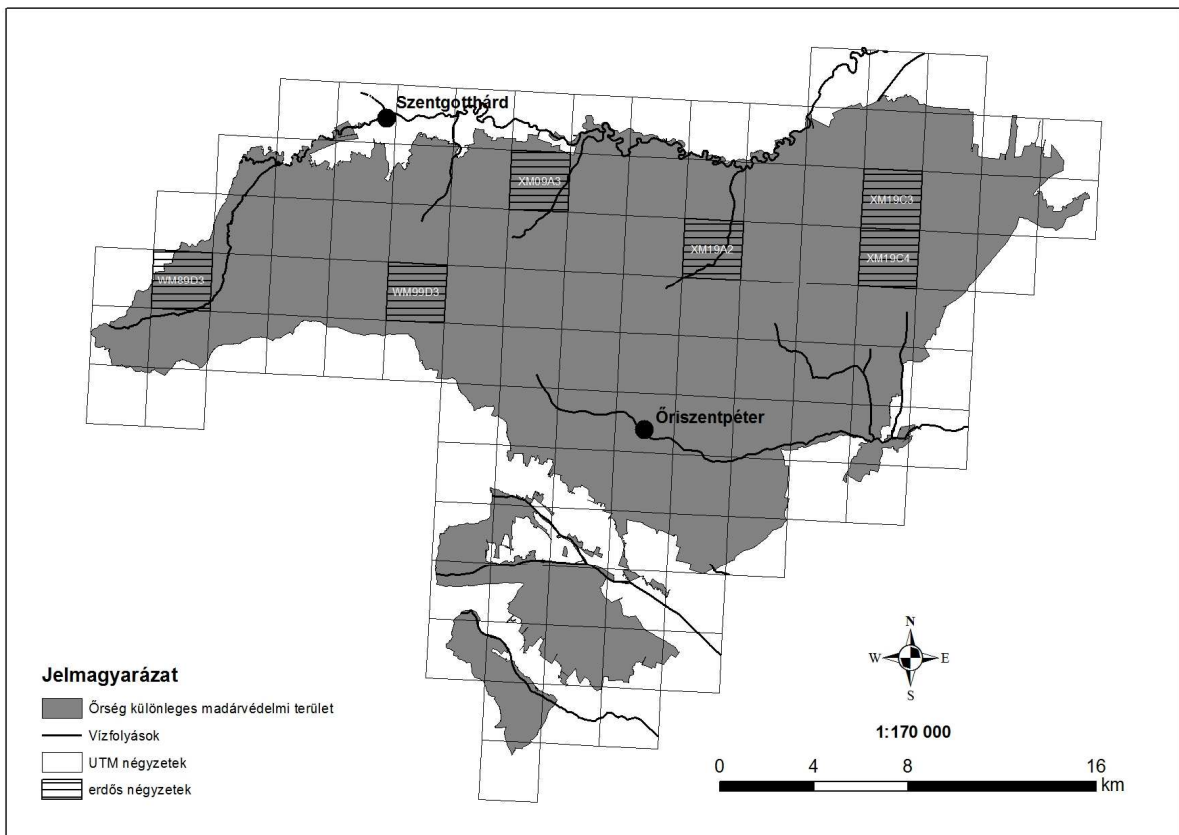 Szentgotthárd
XM09A3
XM19C3
XM19A2
XM19C4
WM89D3
WM99D3
Őriszentpéter
N
W
E
S
Jelmagyarázat
Őrség különleges madárvédelmi terület
Vízfolyások
UTM négyzetek
erdős négyzetek
1:170 000
0 4 8 16
km